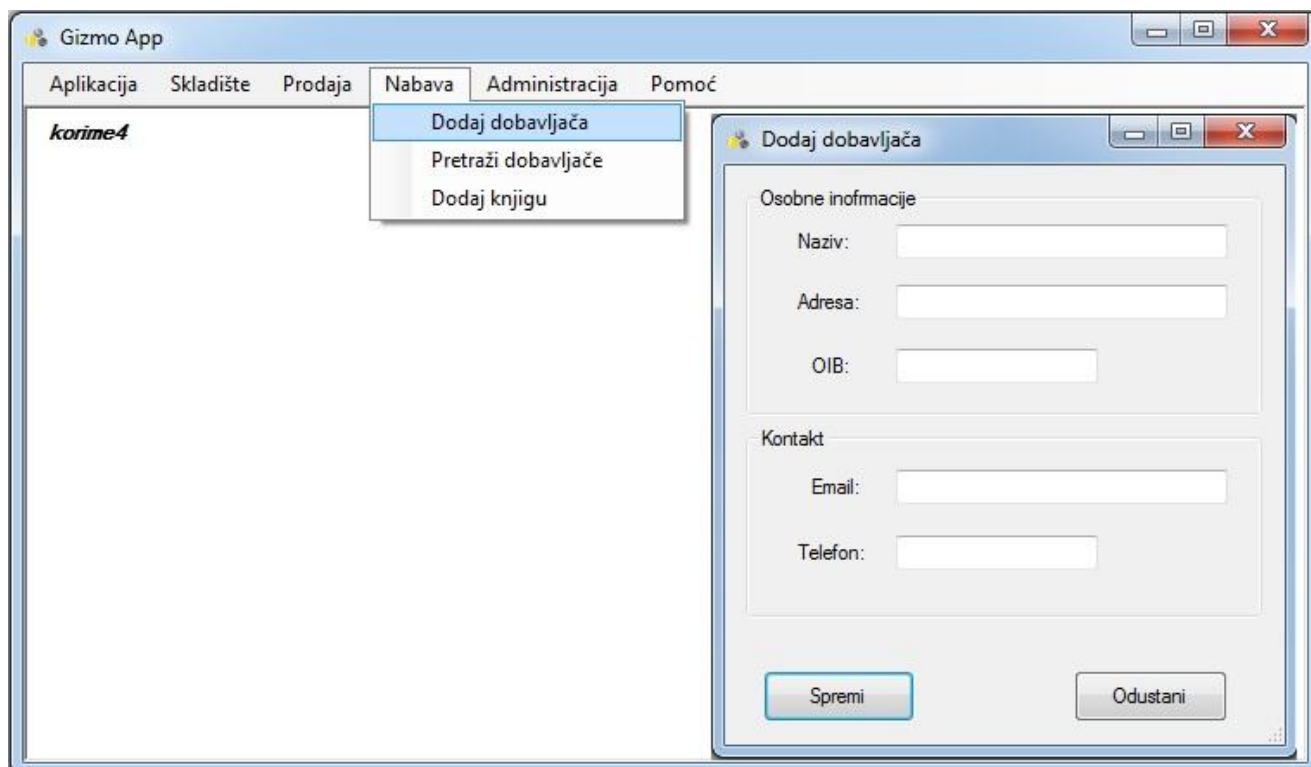 Gizmo App
Aplikacija Skladište Prodaja Nabava Administracija Pomoć
korime4
Dodaj dobavljača
Pretraži dobavljače
Dodaj knjigu
Dodaj dobavljača
Osobne inofmacije
Naziv:
Adresa:
OIB:
Kontakt
Email:
Telefon:
Spremi Odustani